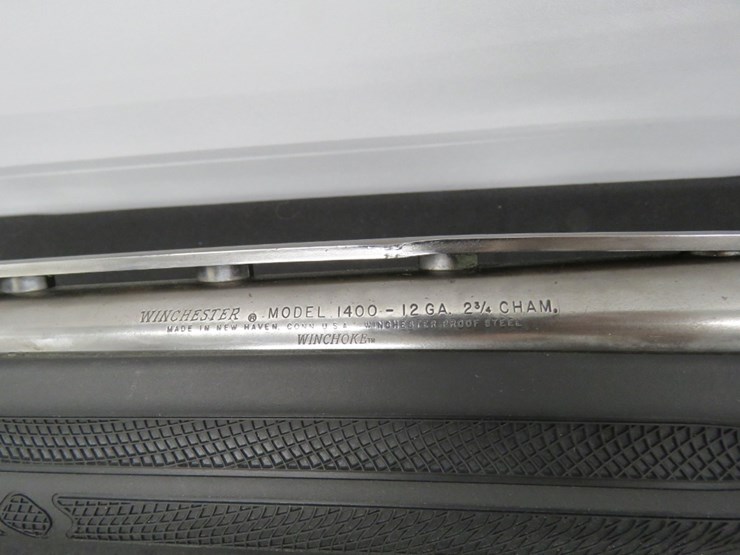 WINCHESTER ® MODEL 1400 - 12 GA. 2¾ CHAM.
MADE IN NEW HAVEN, CONN U.S.A. WINCHESTER PROOF STEEL
WINCHOKE™